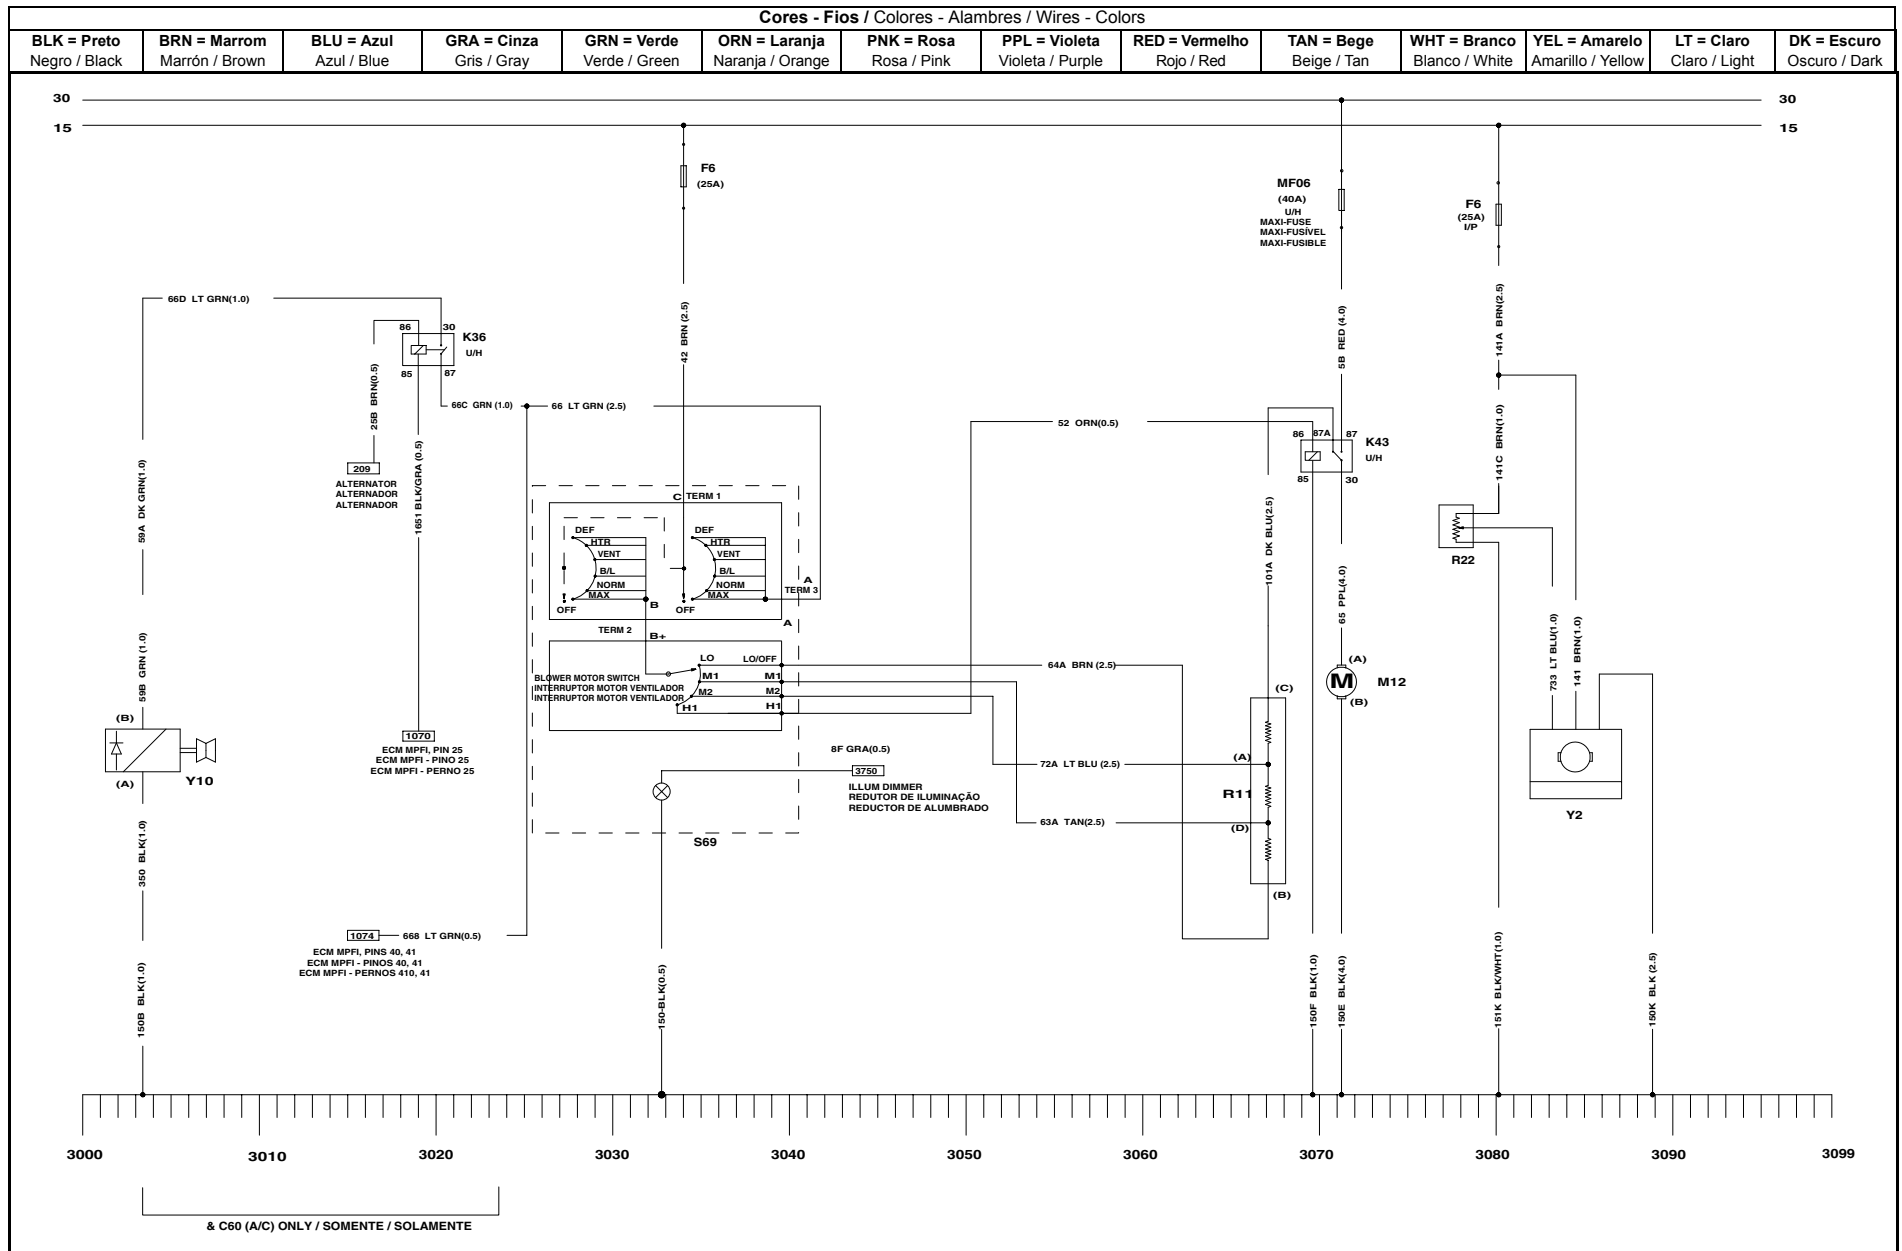 Cores - Fios / Colores - Alambres / Wires - Colors
BLK = Preto
Negro / Black
BRN = Marrom
Marrón / Brown
BLU = Azul
Azul / Blue
GRA = Cinza
Gris / Gray
GRN = Verde
Verde / Green
ORN = Laranja
Naranja / Orange
PNK = Rosa
Rosa / Pink
PPL = Violeta
Violeta / Purple
RED = Vermelho
Rojo / Red
TAN = Bege
Beige / Tan
WHT = Branco
Blanco / White
YEL = Amarelo
Amarillo / Yellow
LT = Claro
Claro / Light
DK = Escuro
Oscuro / Dark
30
30
15
15
F6
(25A)
MF06
(40A)
U/H
MAXI-FUSE
MAXI-FUSÍVEL
MAXI-FUSIBLE
F6
(25A)
I/P
66D LT GRN(1.0)
86
30
K36
U/H
85
87
25B BRN(0.5)
42 BRN (2.5)
5B RED (4.0)
141A BRN(2.5)
66C GRN (1.0)
66 LT GRN (2.5)
52 ORN(0.5)
86
87A
87
K43
U/H
85
30
141C BRN(1.0)
209
ALTERNATOR
ALTERNADOR
ALTERNADOR
1651 BLK/GRA (0.5)
59A DK GRN(1.0)
C
TERM 1
DEF
HTR
VENT
B/L
NORM
MAX
OFF
B
DEF
HTR
VENT
B/L
NORM
MAX
OFF
A
TERM 3
A
101A DK BLU(2.5)
65 PPL(4.0)
R22
TERM 2
B+
LO
LO/OFF
M1
M1
M2
M2
H1
H1
BLOWER MOTOR SWITCH
INTERRUPTOR MOTOR VENTILADOR
INTERRUPTOR MOTOR VENTILADOR
64A BRN (2.5)
(A)
M
M12
(B)
(C)
733 LT BLU(1.0)
141 BRN(1.0)
59B GRN (1.0)
(B)
(A)
Y10
1070
ECM MPFI, PIN 25
ECM MPFI - PINO 25
ECM MPFI - PERNO 25
8F GRA(0.5)
3750
ILLUM DIMMER
REDUTOR DE ILUMINAÇÃO
REDUCTOR DE ALUMBRADO
72A LT BLU (2.5)
(A)
R11
63A TAN(2.5)
(D)
(B)
Y2
S69
350 BLK(1.0)
1074
668 LT GRN(0.5)
ECM MPFI, PINS 40, 41
ECM MPFI - PINOS 40, 41
ECM MPFI - PERNOS 410, 41
150B BLK(1.0)
150-BLK(0.5)
150F BLK(1.0)
150E BLK(4.0)
151K BLK/WHT(1.0)
150K BLK (2.5)
3000
3010
3020
3030
3040
3050
3060
3070
3080
3090
3099
& C60 (A/C) ONLY / SOMENTE / SOLAMENTE